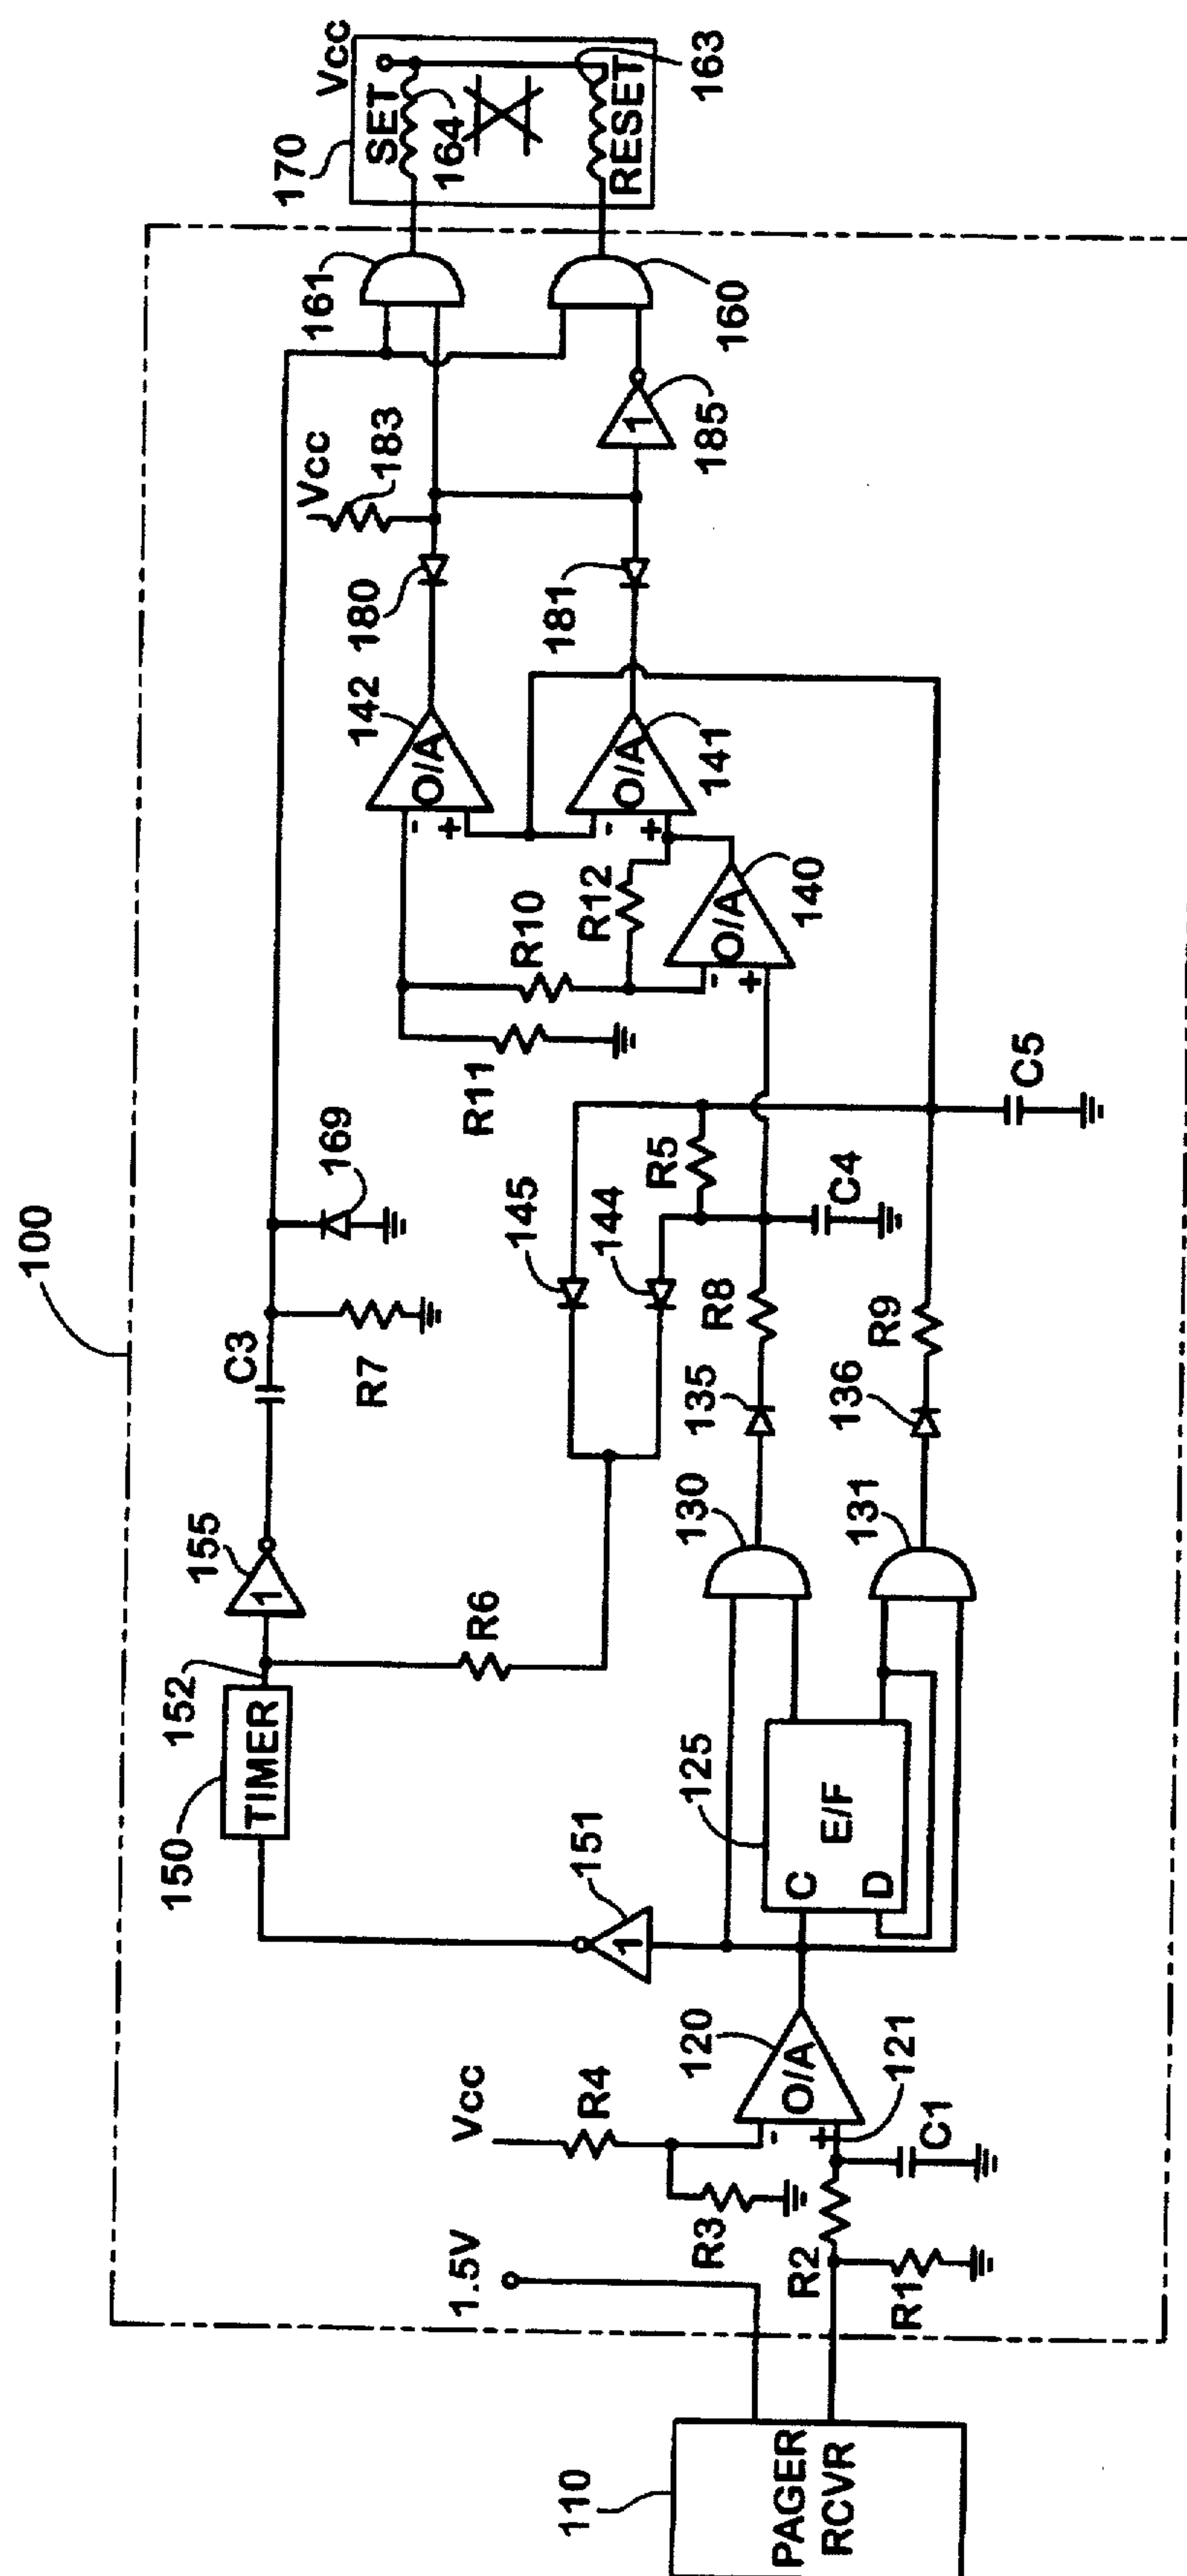 100
110
PAGER
RCVR
1.5V
R1
R2
R3
R4
Vcc
C1
O/A
-
+
120
121
151
1
150
TIMER
152
155
1
R6
125
E/F
C
D
130
131
135
136
R8
R9
145
144
R5
C4
C5
C3
R7
169
R11
R10
R12
O/A
-
+
140
O/A
-
+
141
O/A
-
+
142
180
181
Vcc
183
1
185
161
160
170
Vcc
SET
164
RESET
163